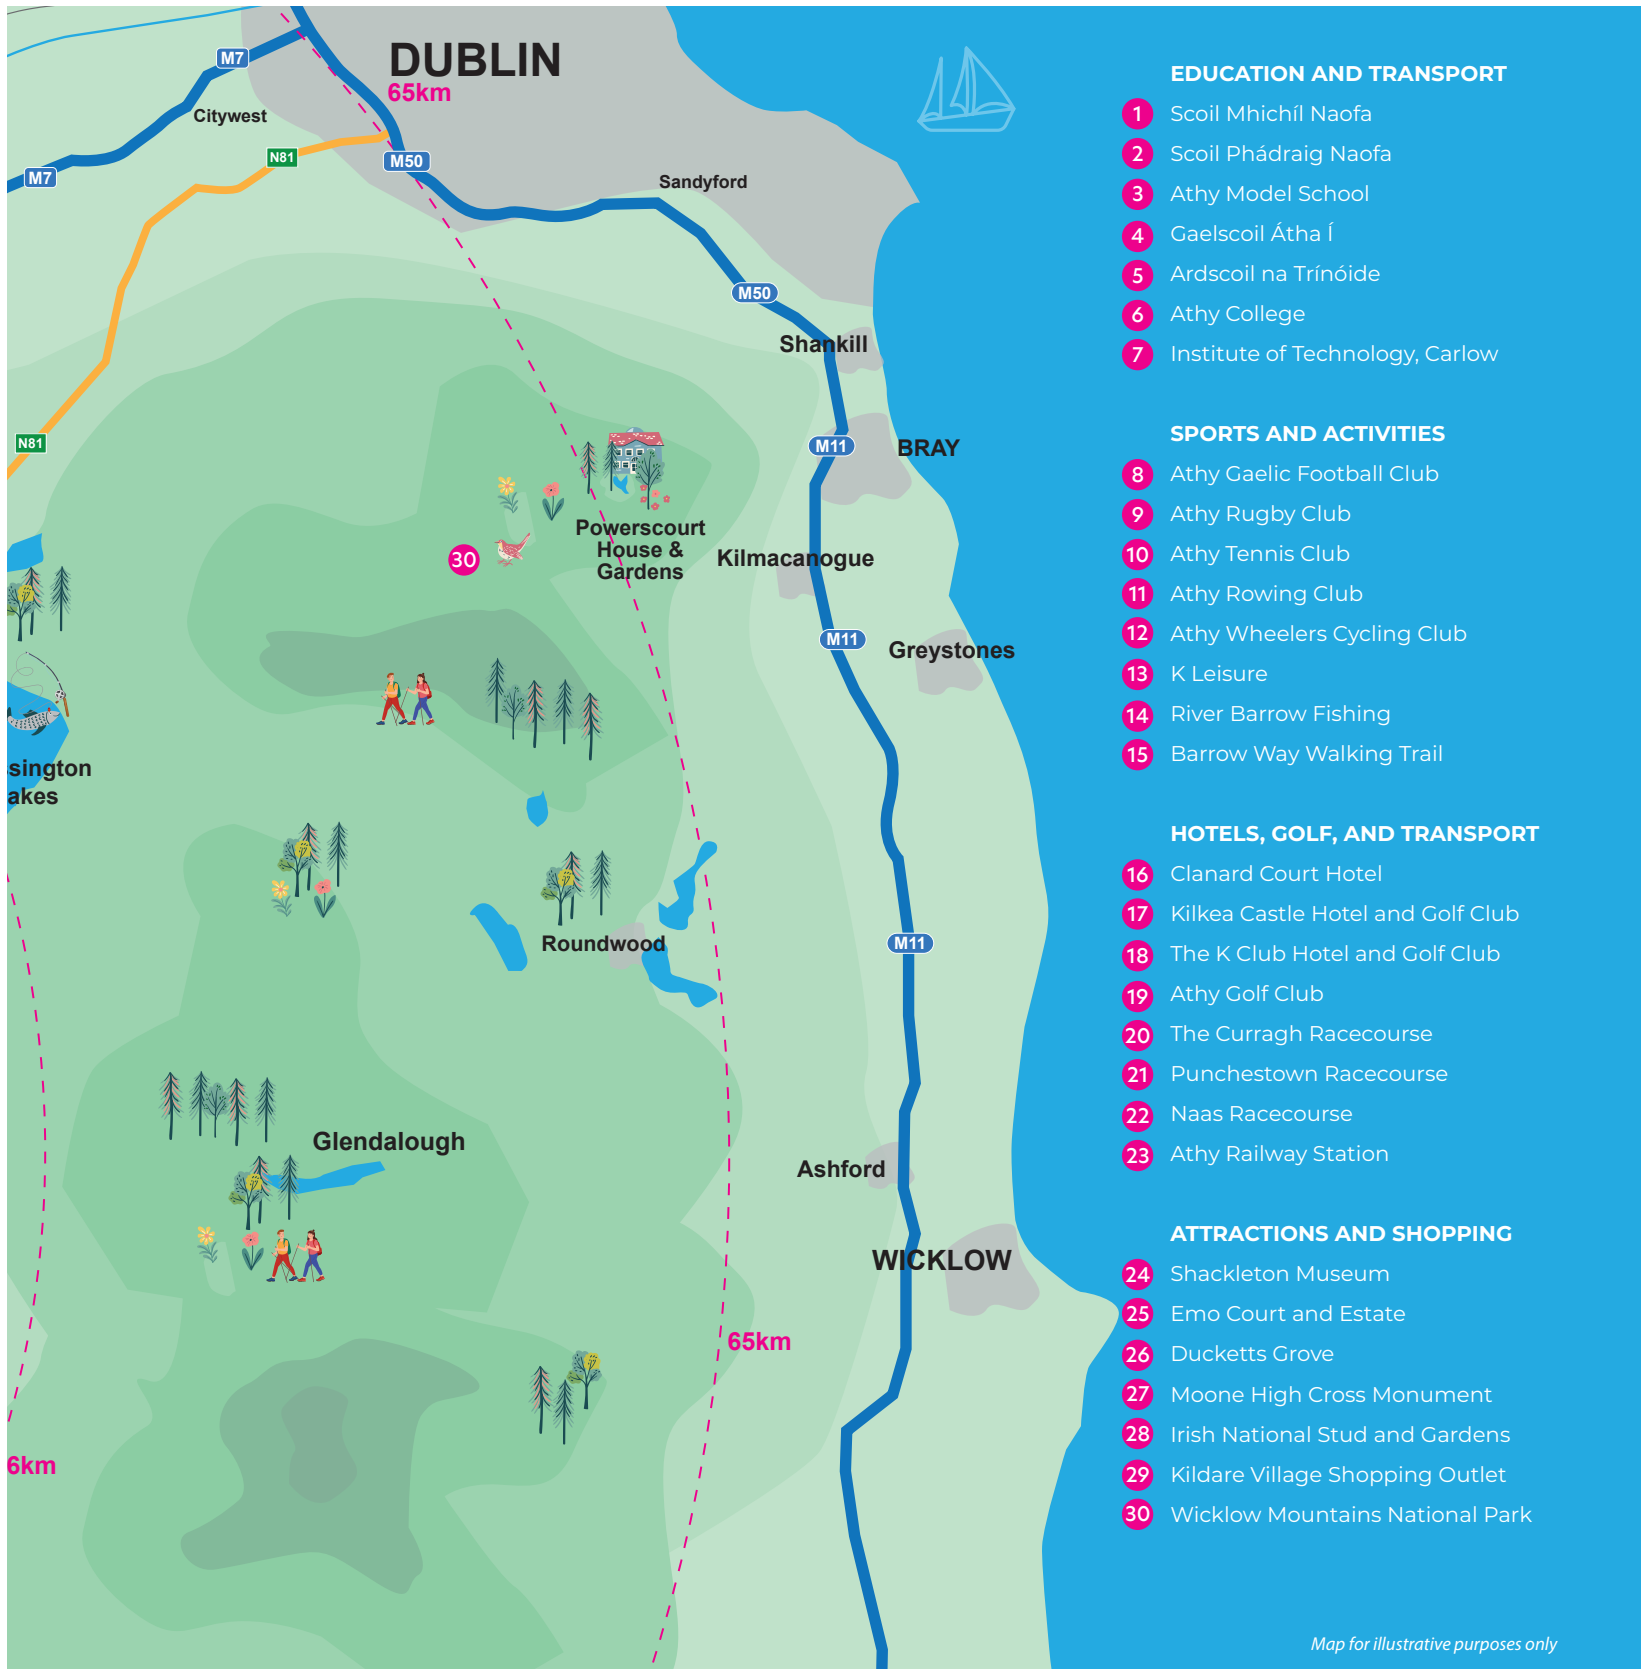 DUBLIN
65km
M7
Citywest
M7
N81
M50
Sandyford
M50
Shankill
N81
M11
BRAY
Powerscourt
House &
Gardens
30
Kilmacanogue
M11
Greystones
sington
akes
Roundwood
M11
Glendalough
Ashford
WICKLOW
65km
6km
EDUCATION AND TRANSPORT
1 Scoil Mhichíl Naofa
2 Scoil Phádraig Naofa
3 Athy Model School
4 Gaelscoil Átha Í
5 Ardscoil na Trínóide
6 Athy College
7 Institute of Technology, Carlow
SPORTS AND ACTIVITIES
8 Athy Gaelic Football Club
9 Athy Rugby Club
10 Athy Tennis Club
11 Athy Rowing Club
12 Athy Wheelers Cycling Club
13 K Leisure
14 River Barrow Fishing
15 Barrow Way Walking Trail
HOTELS, GOLF, AND TRANSPORT
16 Clanard Court Hotel
17 Kilkea Castle Hotel and Golf Club
18 The K Club Hotel and Golf Club
19 Athy Golf Club
20 The Curragh Racecourse
21 Punchestown Racecourse
22 Naas Racecourse
23 Athy Railway Station
ATTRACTIONS AND SHOPPING
24 Shackleton Museum
25 Emo Court and Estate
26 Ducketts Grove
27 Moone High Cross Monument
28 Irish National Stud and Gardens
29 Kildare Village Shopping Outlet
30 Wicklow Mountains National Park
Map for illustrative purposes only